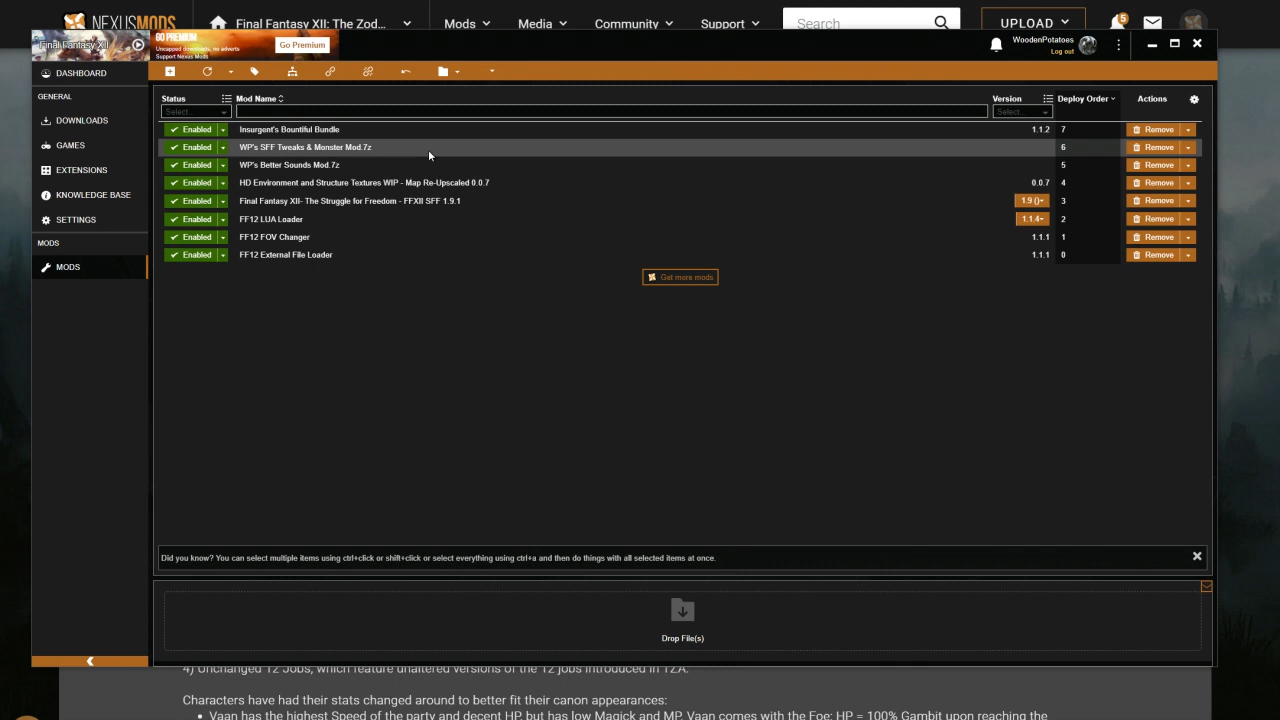 NEXUSMODS
Final Fantasy XII: The Zod...
Mods
Media
Community
Support
Search
UPLOAD
5
Final Fantasy XII
GO PREMIUM
Uncapped downloads, no adverts
Support Nexus Mods
Go Premium
WoodenPotatoes
Log out
DASHBOARD
GENERAL
DOWNLOADS
GAMES
EXTENSIONS
KNOWLEDGE BASE
SETTINGS
MODS
MODS
Status Mod Name Version Deploy Order Actions
Select... Select...
Enabled Insurgent's Bountiful Bundle 1.1.2 7 Remove
Enabled WP's SFF Tweaks & Monster Mod.7z 6 Remove
Enabled WP's Better Sounds Mod.7z 5 Remove
Enabled HD Environment and Structure Textures WIP - Map Re-Upscaled 0.0.7 0.0.7 4 Remove
Enabled Final Fantasy XII- The Struggle for Freedom - FFXII SFF 1.9.1 1.9 () 3 Remove
Enabled FF12 LUA Loader 1.1.4 2 Remove
Enabled FF12 FOV Changer 1.1.1 1 Remove
Enabled FF12 External File Loader 1.1.1 0 Remove
Get more mods
Did you know? You can select multiple items using ctrl+click or shift+click or select everything using ctrl+a and then do things with all selected items at once.
Drop File(s)
4) Unchanged 12 Jobs, which feature unaltered versions of the 12 jobs introduced in TZA.
Characters have had their stats changed around to better fit their canon appearances:
• Vaan has the highest Speed of the party and decent HP, but has low Magick and MP. Vaan comes with the Foe: HP = 100% Gambit upon reaching the